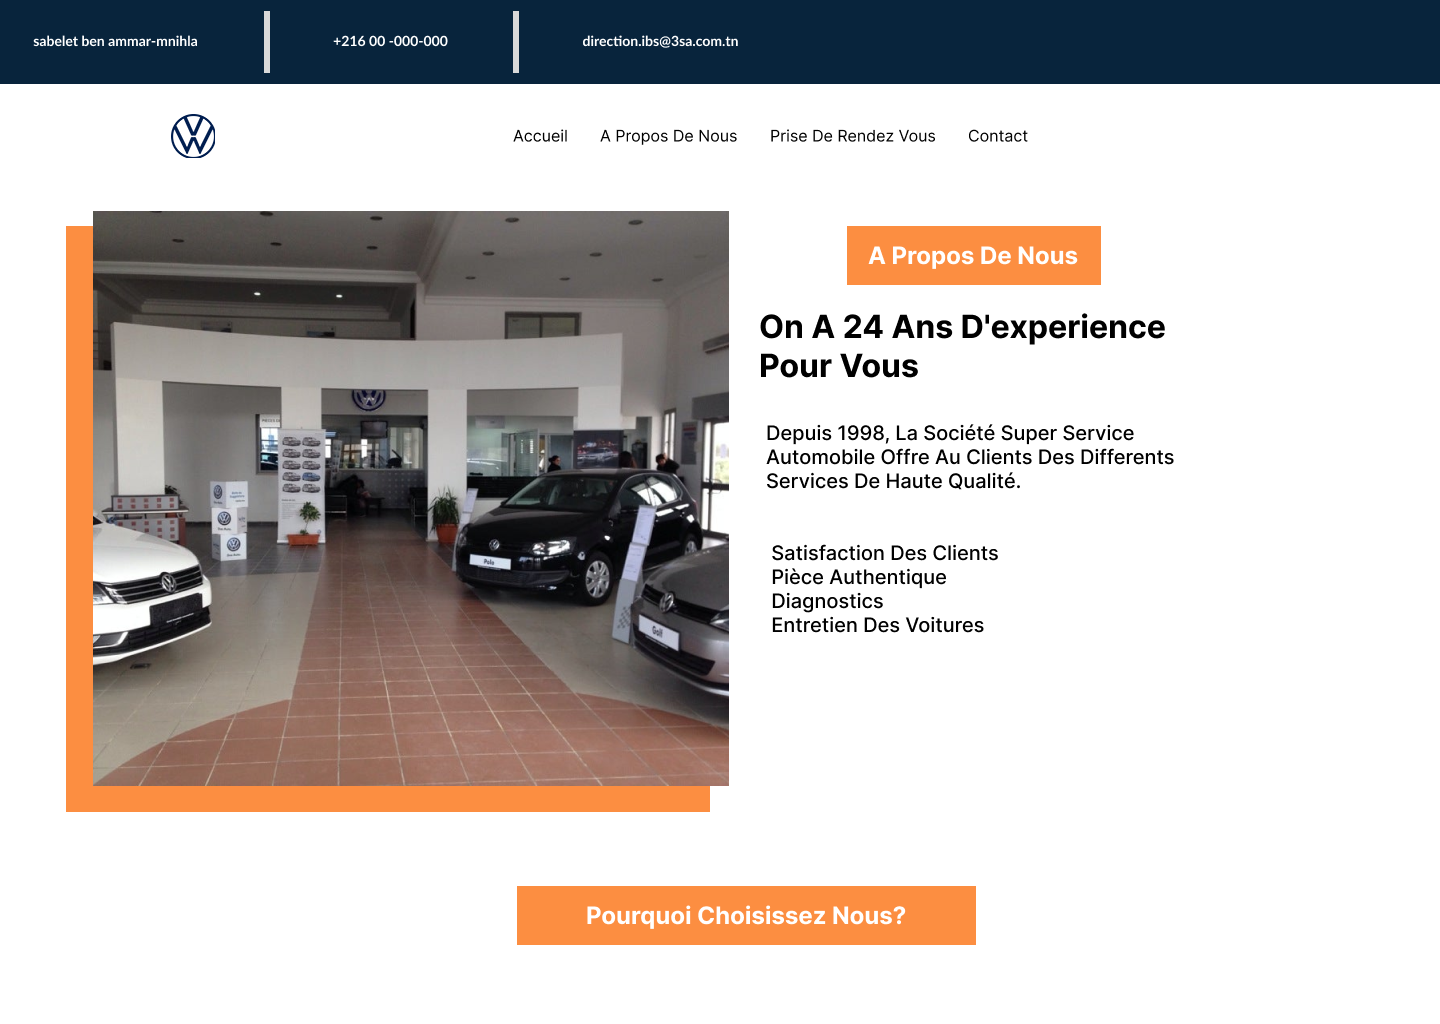 sabelet ben ammar-mnihla
+216 00 -000-000
direction.ibs@3sa.com.tn
Accueil
A Propos De Nous
Prise De Rendez Vous
Contact
A Propos De Nous
On A 24 Ans D'experience
Pour Vous
Depuis 1998, La Société Super Service
Automobile Offre Au Clients Des Differents
Services De Haute Qualité.
Satisfaction Des Clients
Pièce Authentique
Diagnostics
Entretien Des Voitures
Polo
Golf
Pourquoi Choisissez Nous?